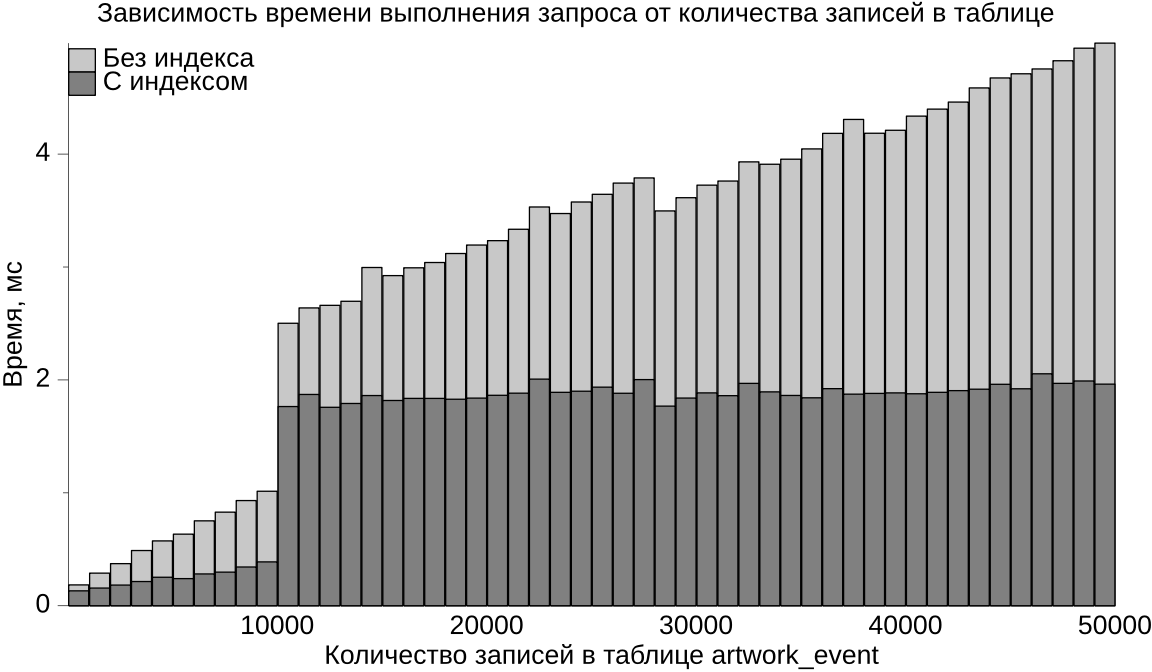 Зависимость времени выполнения запроса от количества записей в таблице
Без индекса
С индексом
Время, мс
4
2
0
10000 20000 30000 40000 50000
Количество записей в таблице artwork_event